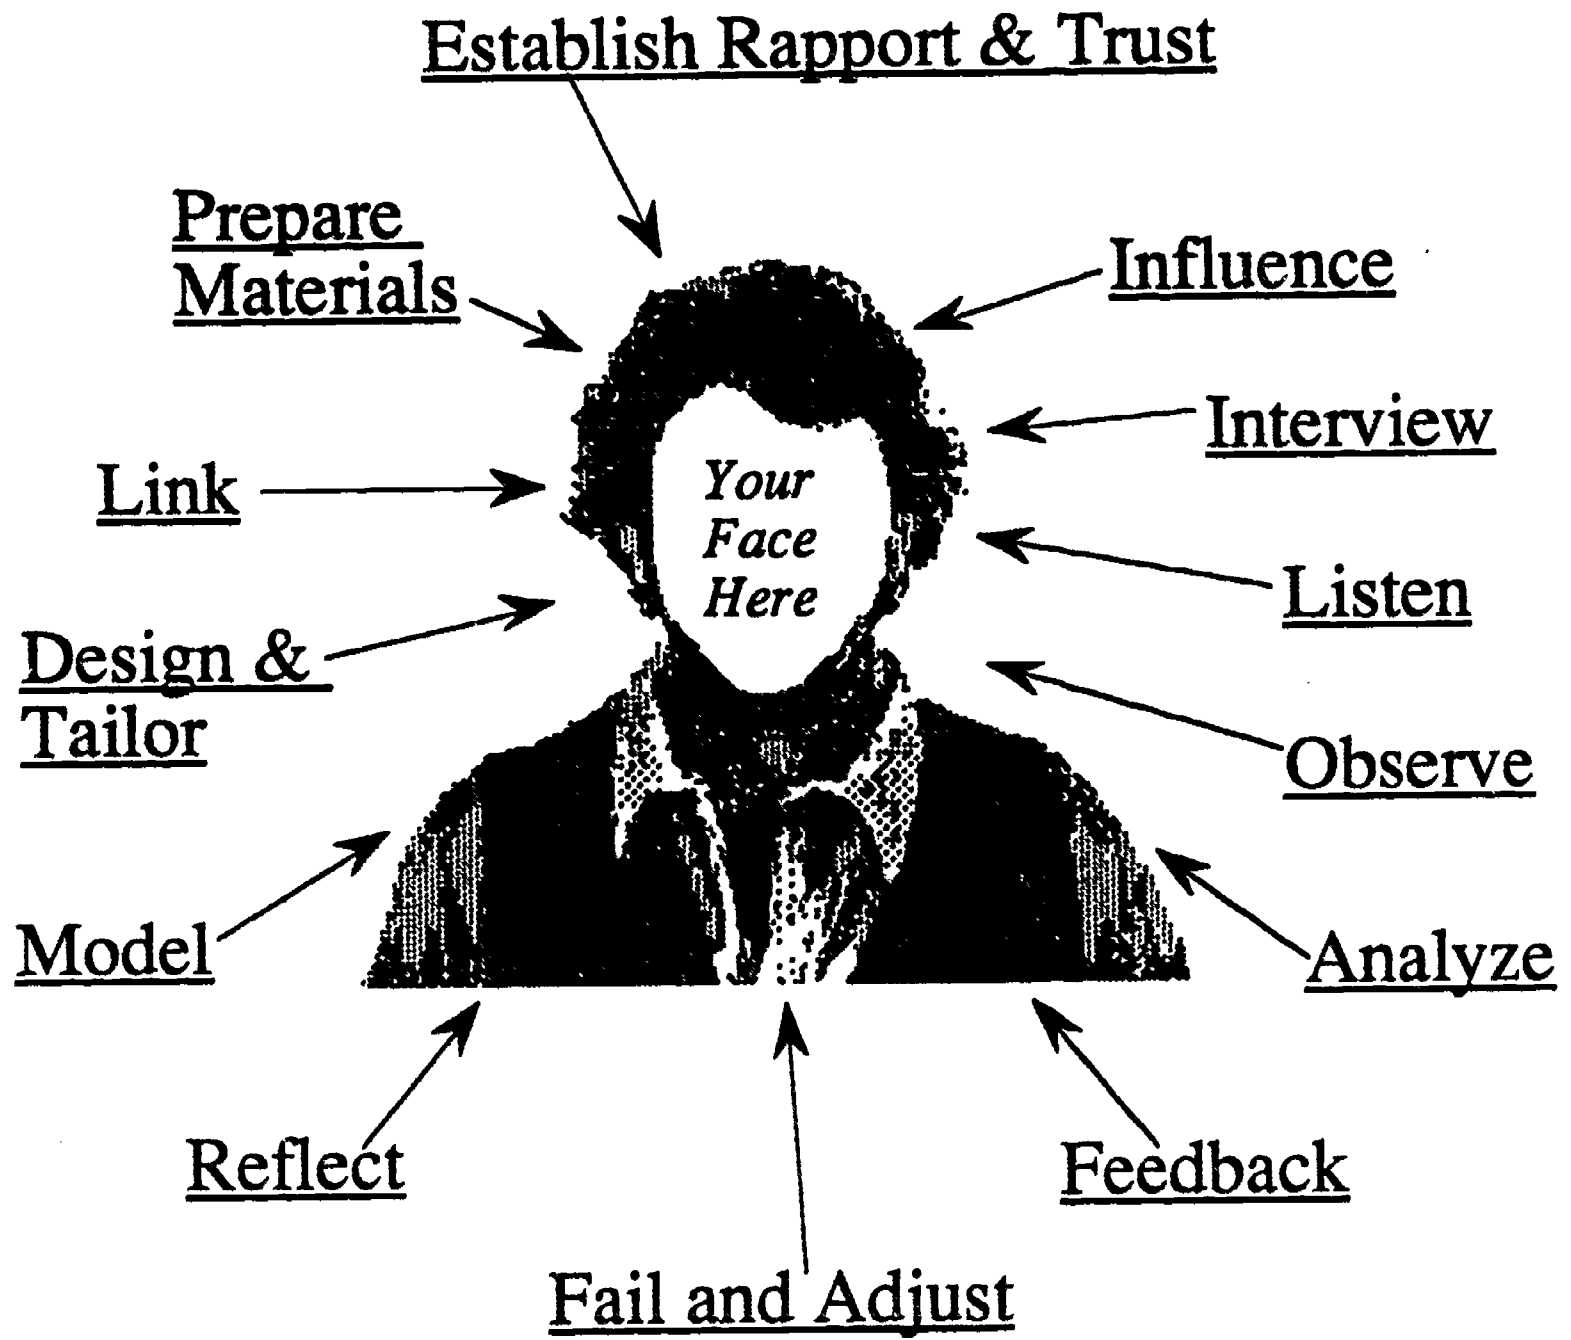 Establish Rapport & Trust
Prepare
Materials
Influence
Interview
Link
Your
Face
Here
Listen
Design &
Tailor
Observe
Model
Analyze
Reflect
Feedback
Fail and Adjust